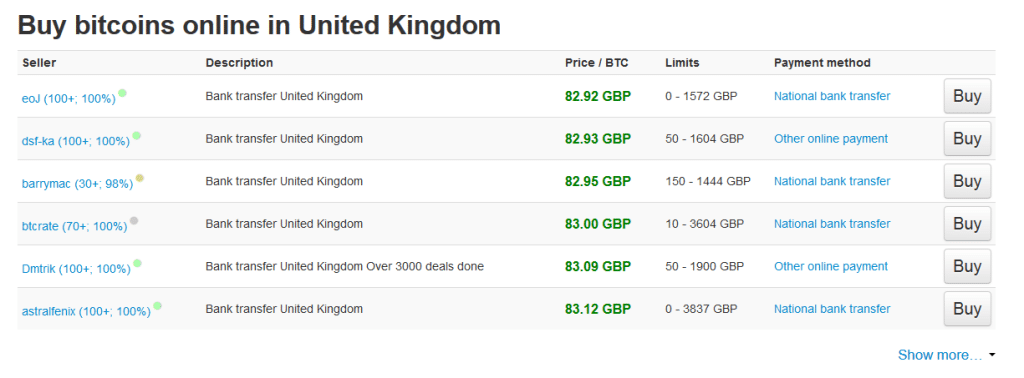 Buy bitcoins online in United Kingdom
Seller Description Price / BTC Limits Payment method
eoJ (100+; 100%) Bank transfer United Kingdom 82.92 GBP 0 - 1572 GBP National bank transfer Buy
dsf-ka (100+; 100%) Bank transfer United Kingdom 82.93 GBP 50 - 1604 GBP Other online payment Buy
barrymac (30+; 98%) Bank transfer United Kingdom 82.95 GBP 150 - 1444 GBP National bank transfer Buy
btcrate (70+; 100%) Bank transfer United Kingdom 83.00 GBP 10 - 3604 GBP National bank transfer Buy
Dmtrik (100+; 100%) Bank transfer United Kingdom Over 3000 deals done 83.09 GBP 50 - 1900 GBP Other online payment Buy
astralfenix (100+; 100%) Bank transfer United Kingdom 83.12 GBP 0 - 3837 GBP National bank transfer Buy
Show more...